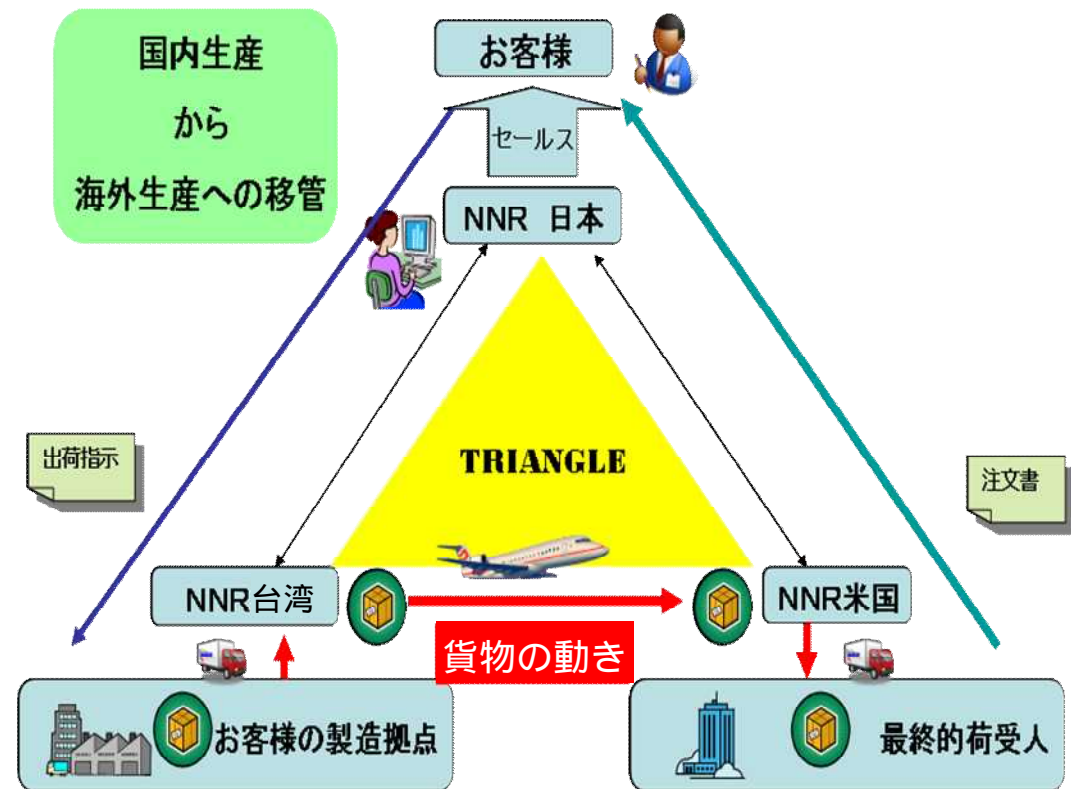 国内生産
から
海外生産への移管
お客様
セールス
NNR 日本
出荷指示
TRIANGLE
注文書
NNR台湾
NNR米国
貨物の動き
お客様の製造拠点
最終的荷受人